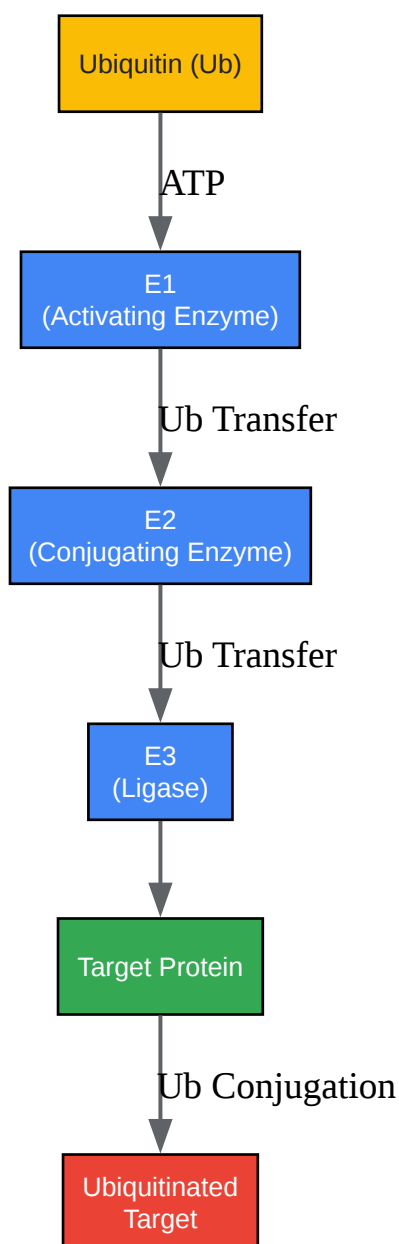 Ubiquitin (Ub)
ATP
E1
(Activating Enzyme)
Ub Transfer
E2
(Conjugating Enzyme)
Ub Transfer
E3
(Ligase)
Target Protein
Ub Conjugation
Ubiquitinated
Target